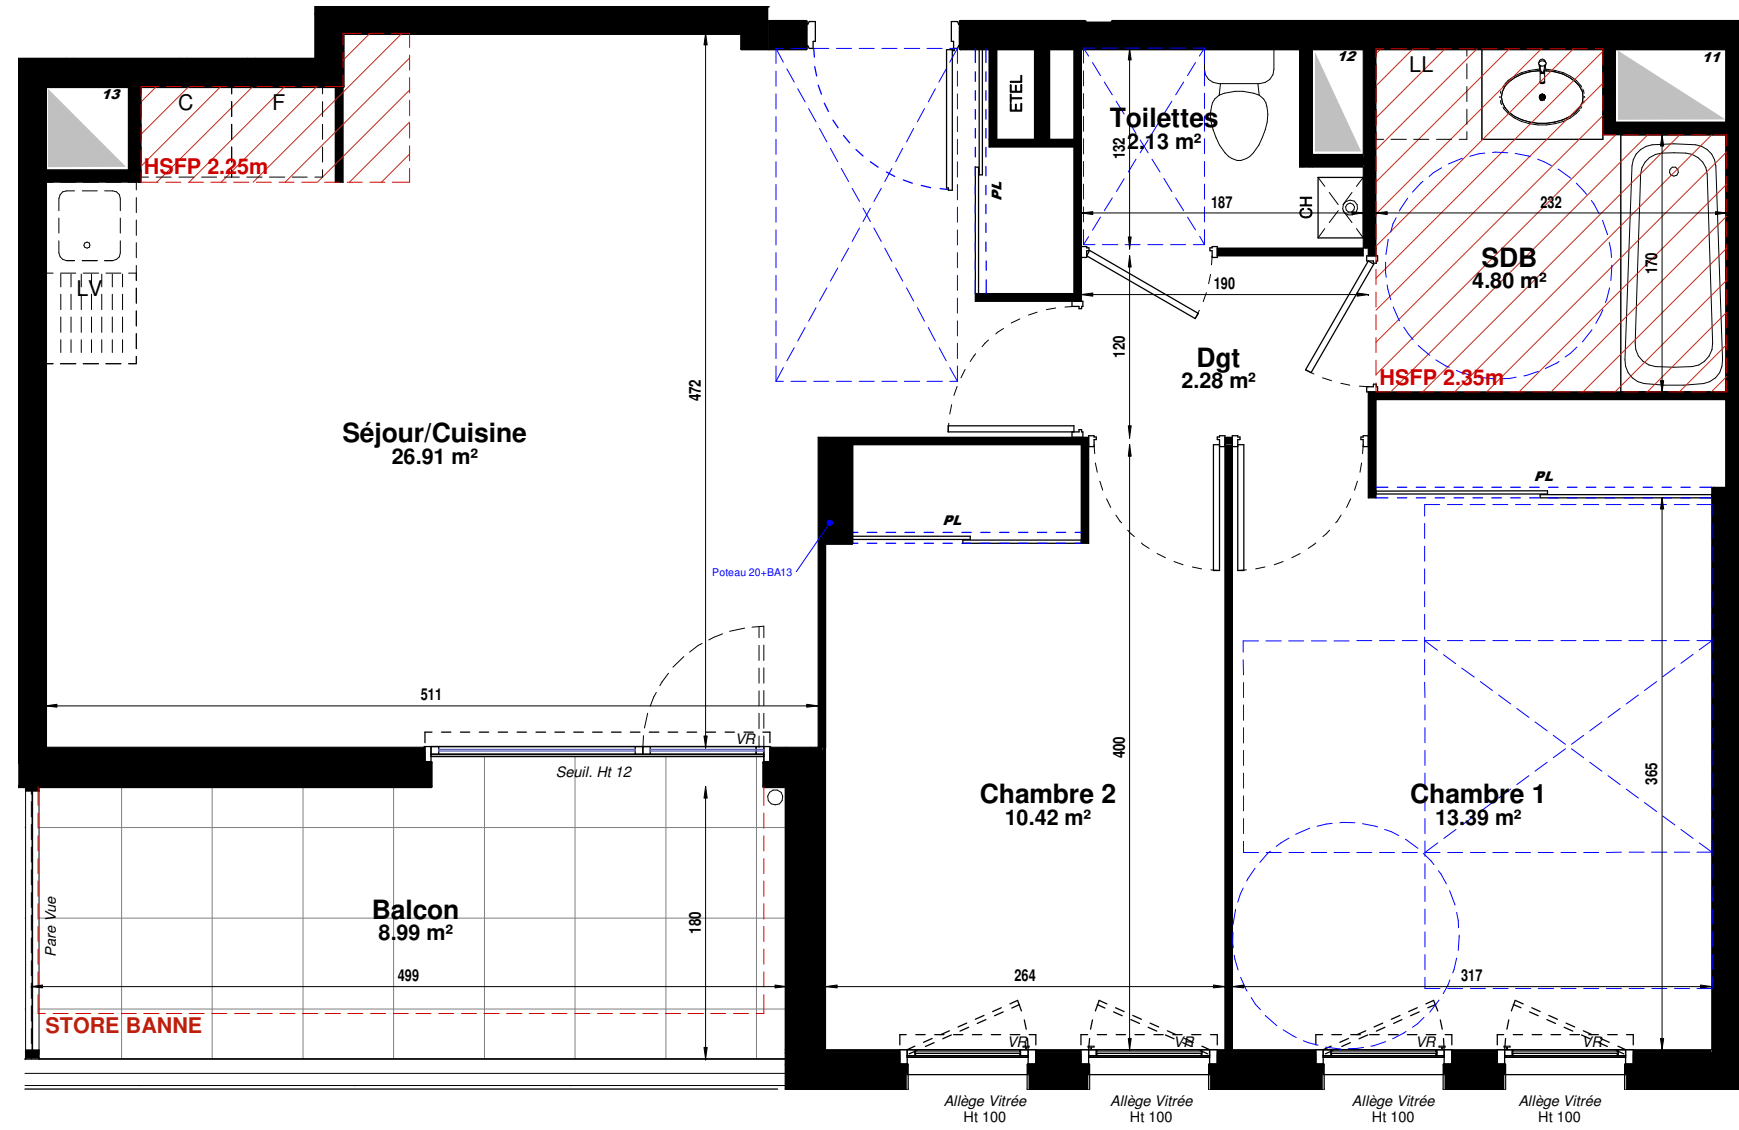 13
C
F
HSFP 2.25m
LV
Séjour/Cuisine
26.91 m²
472
511
VR
Seuil. Ht 12
Poteau 20+BA13
ETEL
PL
Toilettes
2.13 m²
132
187
CH
12
LL
11
232
SDB
4.80 m²
170
HSFP 2.35m
190
120
Dgt
2.28 m²
PL
PL
Chambre 2
10.42 m²
400
264
Chambre 1
13.39 m²
365
317
Balcon
8.99 m²
180
499
Pare Vue
STORE BANNE
VR
VR
VR
VR
Allège Vitrée
Ht 100
Allège Vitrée
Ht 100
Allège Vitrée
Ht 100
Allège Vitrée
Ht 100